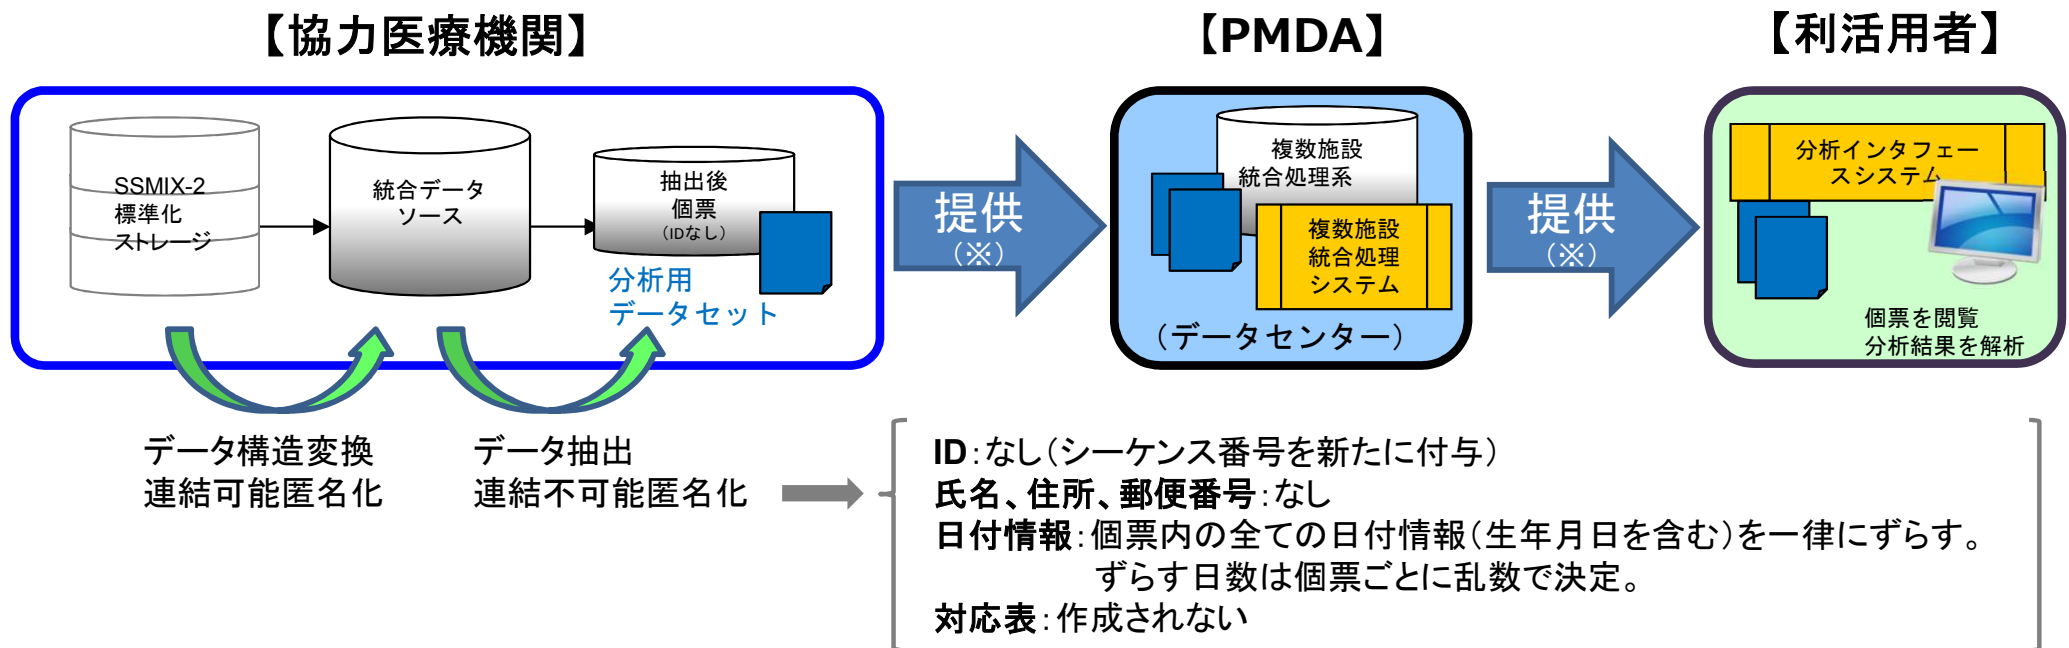 【協力医療機関】
【PMDA】
【利活用者】
SSMIX-2
標準化
ストレージ
統合データ
ソース
抽出後
個票
（IDなし）
分析用
データセット
提供
（※）
複数施設
統合処理系
複数施設
統合処理
システム
（データセンター）
提供
（※）
分析インタフェー
スシステム
個票を閲覧
分析結果を解析
データ構造変換
連結可能匿名化
データ抽出
連結不可能匿名化
ID：なし（シーケンス番号を新たに付与）
氏名、住所、郵便番号：なし
日付情報：個票内の全ての日付情報（生年月日を含む）を一律にずらす。
ずらす日数は個票ごとに乱数で決定。
対応表：作成されない